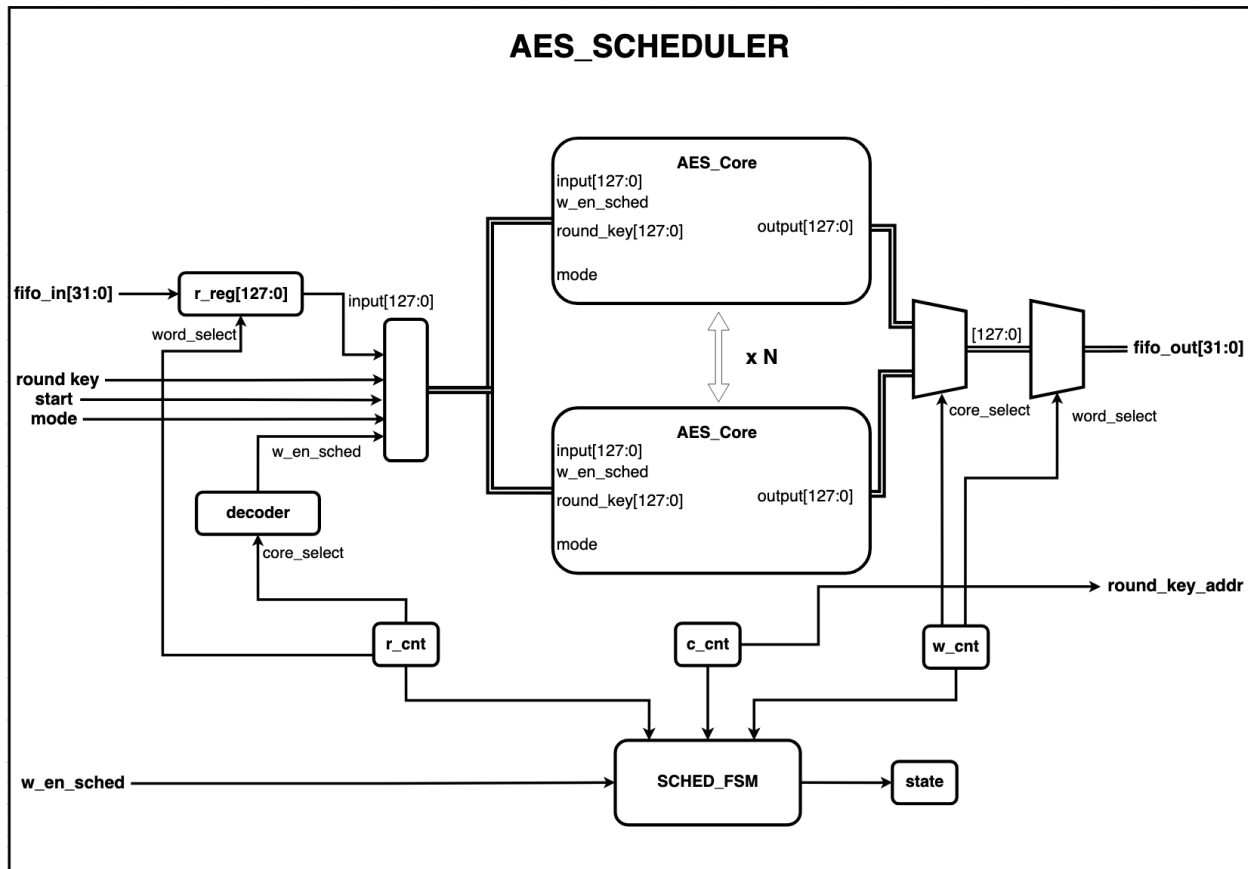 AES_SCHEDULER
AES_Core
input[127:0]
w_en_sched
round_key[127:0]
output[127:0]
mode
fifo_in[31:0]
r_reg[127:0]
input[127:0]
word_select
x N
[127:0]
fifo_out[31:0]
round key
start
mode
w_en_sched
core_select
word_select
AES_Core
input[127:0]
w_en_sched
round_key[127:0]
output[127:0]
mode
decoder
core_select
round_key_addr
r_cnt
c_cnt
w_cnt
w_en_sched
SCHED_FSM
state